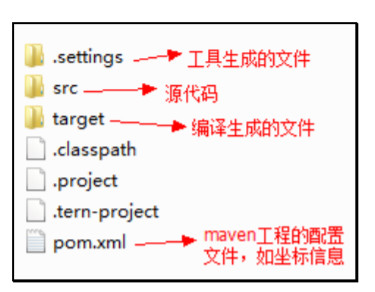 .settings 工具生成的文件
src 源代码
target 编译生成的文件
.classpath
.project
.tern-project
pom.xml maven工程的配置
文件，如坐标信息